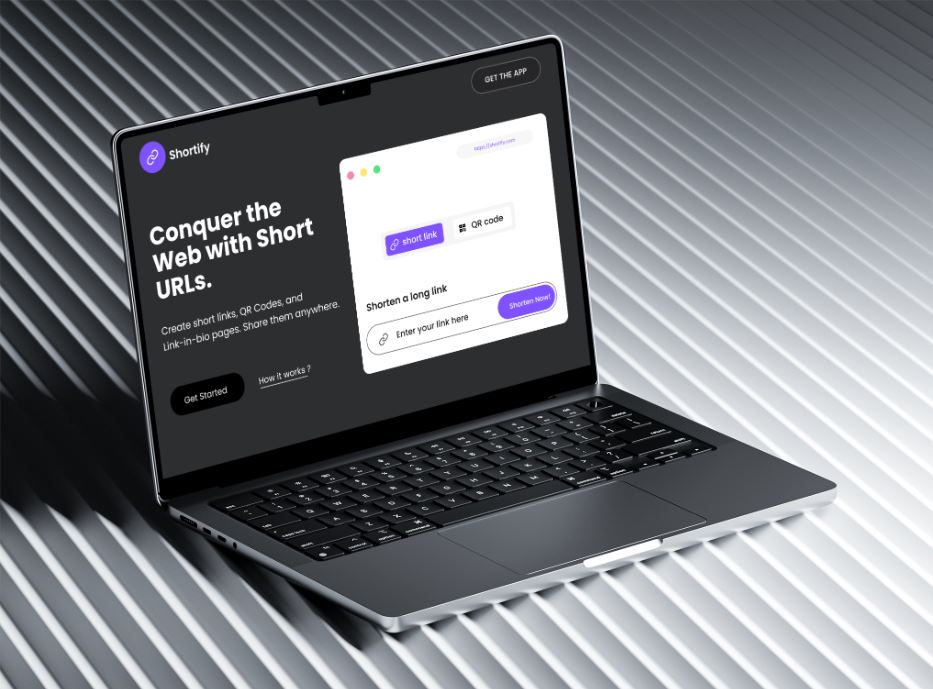 GET THE APP
Shortify
https://shortify.com
short link
QR code
Conquer the
Web with Short
URLs.
Create short links, QR Codes, and
Link-in-bio pages. Share them anywhere.
Get Started
How it works ?
Shorten a long link
Enter your link here
Shorten Now!